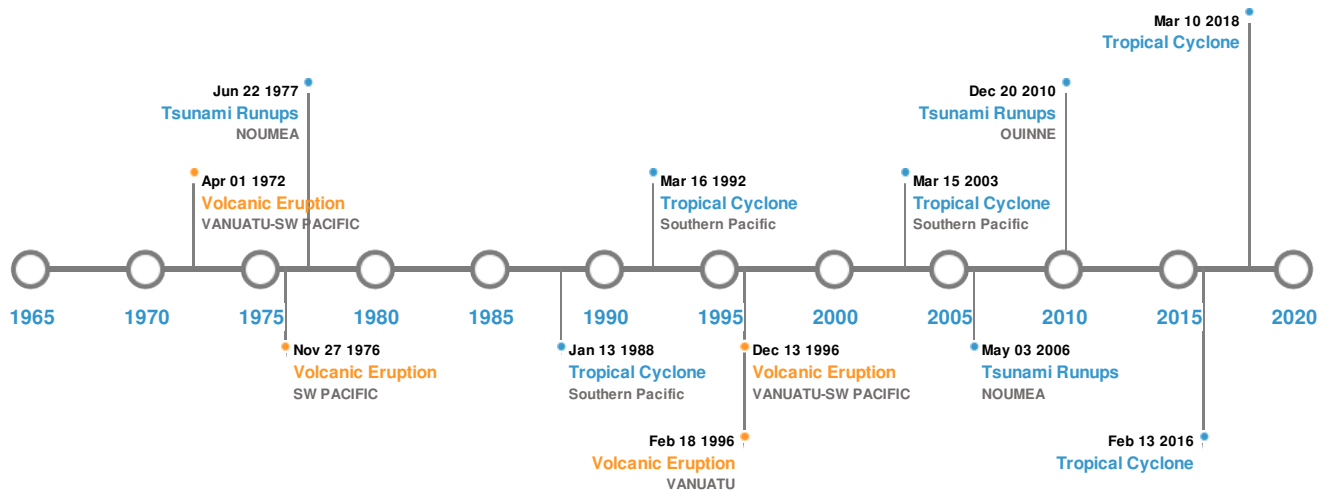 Mar 10 2018
Tropical Cyclone
Jun 22 1977
Tsunami Runups
NOUMEA
Dec 20 2010
Tsunami Runups
OUINNE
Apr 01 1972
Volcanic Eruption
VANUATU-SW PACIFIC
Mar 16 1992
Tropical Cyclone
Southern Pacific
Mar 15 2003
Tropical Cyclone
Southern Pacific
1965 1970 1975 1980 1985 1990 1995 2000 2005 2010 2015 2020
Nov 27 1976
Volcanic Eruption
SW PACIFIC
Jan 13 1988
Tropical Cyclone
Southern Pacific
Dec 13 1996
Volcanic Eruption
VANUATU-SW PACIFIC
May 03 2006
Tsunami Runups
NOUMEA
Feb 18 1996
Volcanic Eruption
VANUATU
Feb 13 2016
Tropical Cyclone